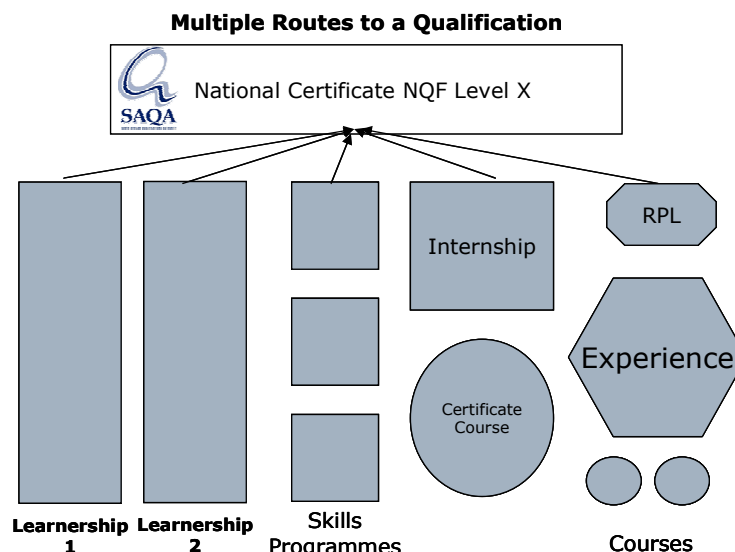 Multiple Routes to a Qualification
SAQA
National Certificate NQF Level X
RPL
Internship
Experience
Certificate
Course
Learnership
1
Learnership
2
Skills
Programmes
Courses